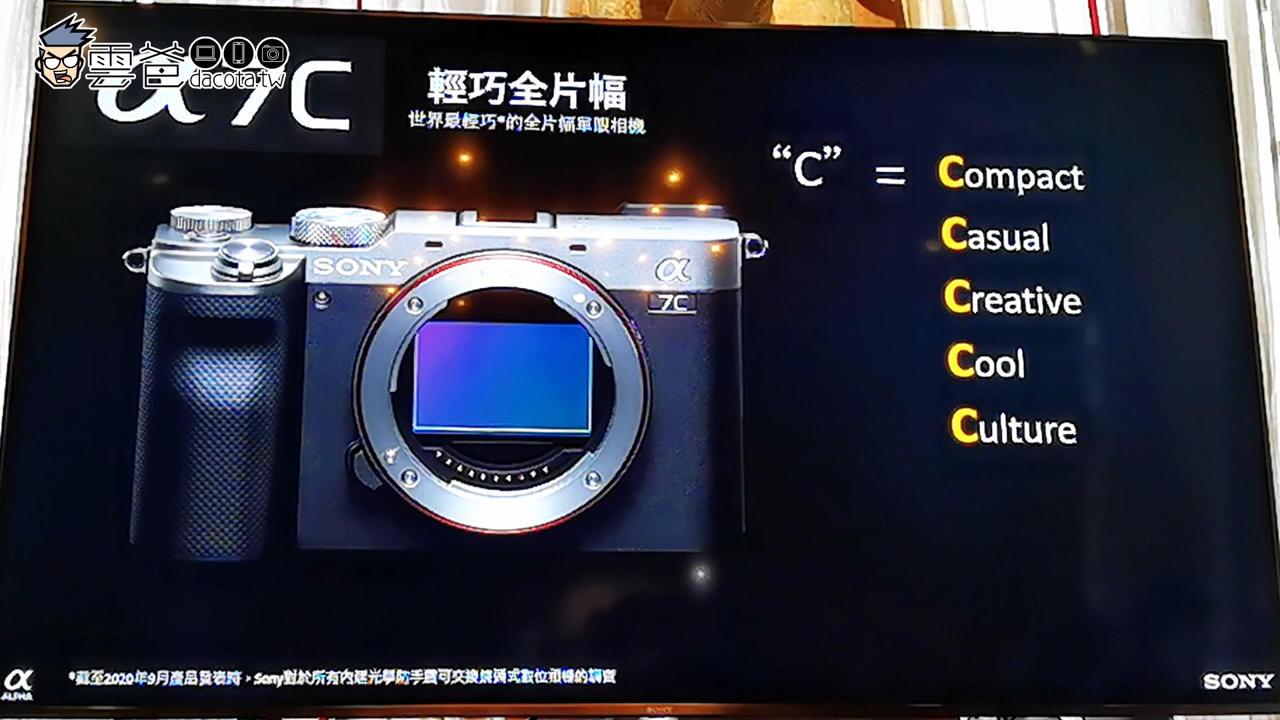 雲爸
dacota.tw
α7C
輕巧全片幅
世界最輕巧*的全片幅單眼相機
“C” = Compact
Casual
Creative
Cool
Culture
SONY
α
7C
*截至2020年9月產品發表時，Sony對於所有內建光學防手震可交換鏡頭式數位相機的調查
α
ALPHA
SONY
SONY